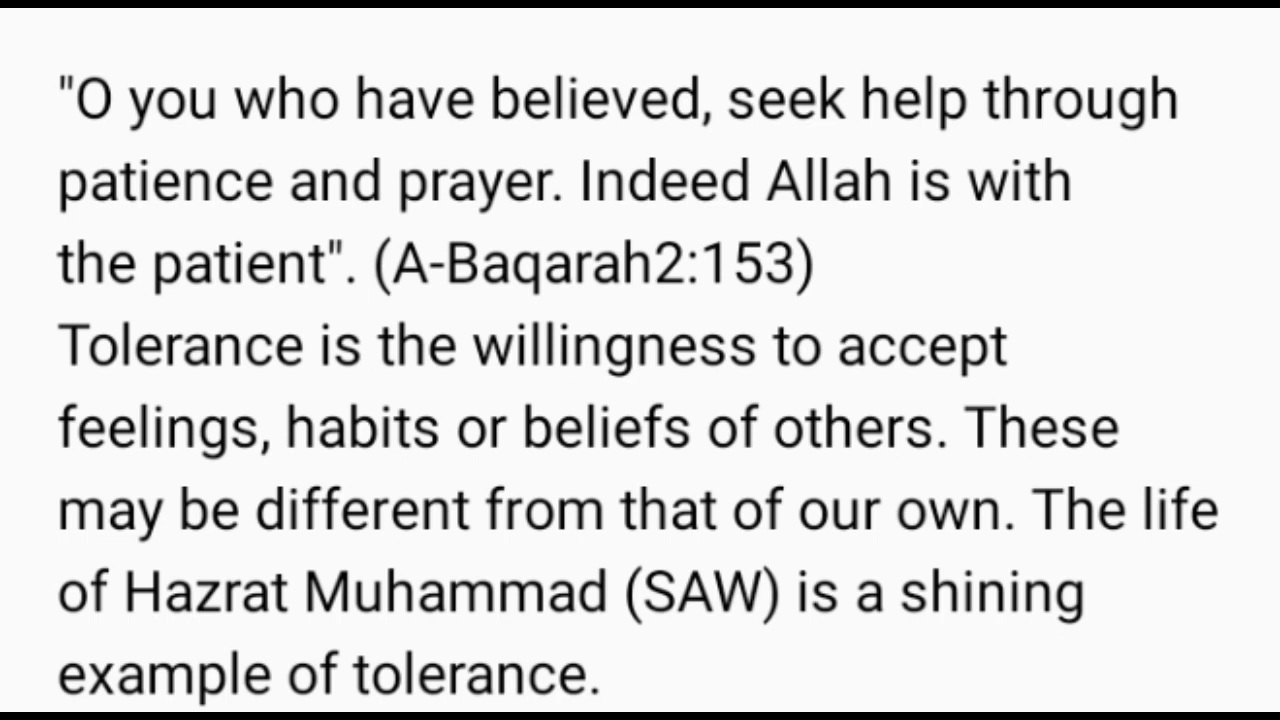 "O you who have believed, seek help through
patience and prayer. Indeed Allah is with
the patient". (A-Baqarah2:153)
Tolerance is the willingness to accept
feelings, habits or beliefs of others. These
may be different from that of our own. The life
of Hazrat Muhammad (SAW) is a shining
example of tolerance.